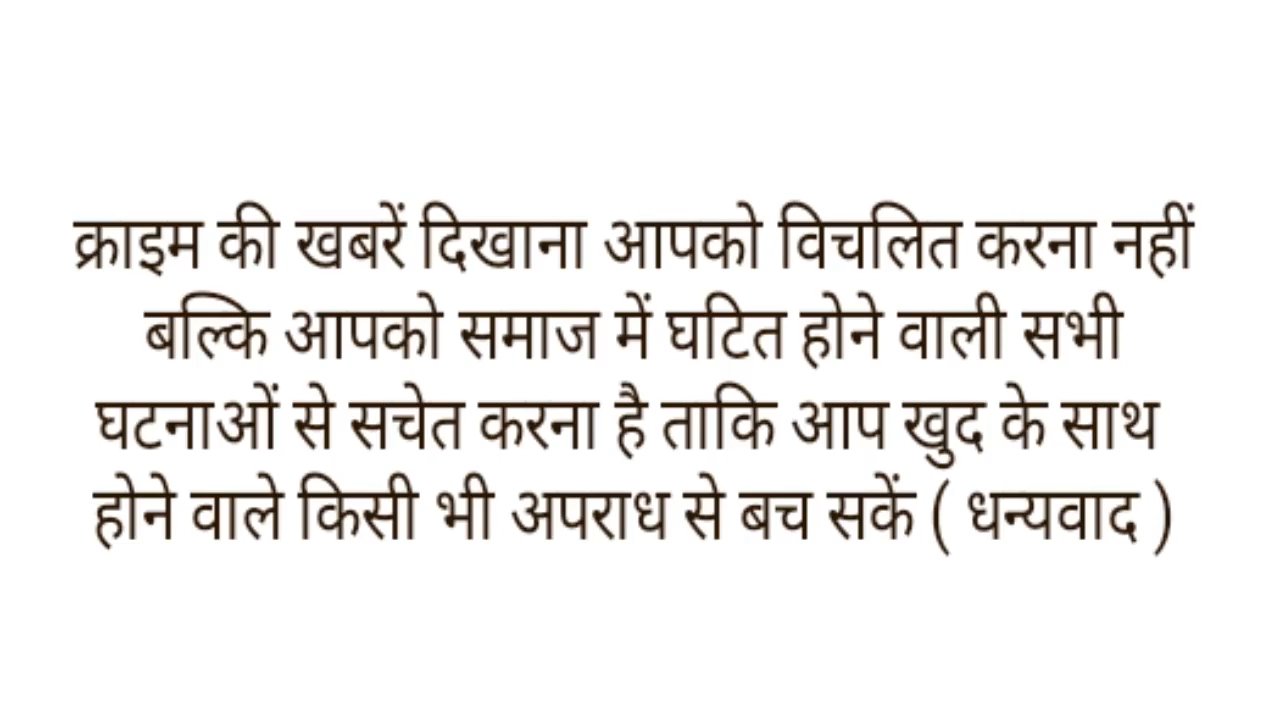 क्राइम की खबरें दिखाना आपको विचलित करना नहीं
बल्कि आपको समाज में घटित होने वाली सभी
घटनाओं से सचेत करना है ताकि आप खुद के साथ
होने वाले किसी भी अपराध से बच सकें ( धन्यवाद )